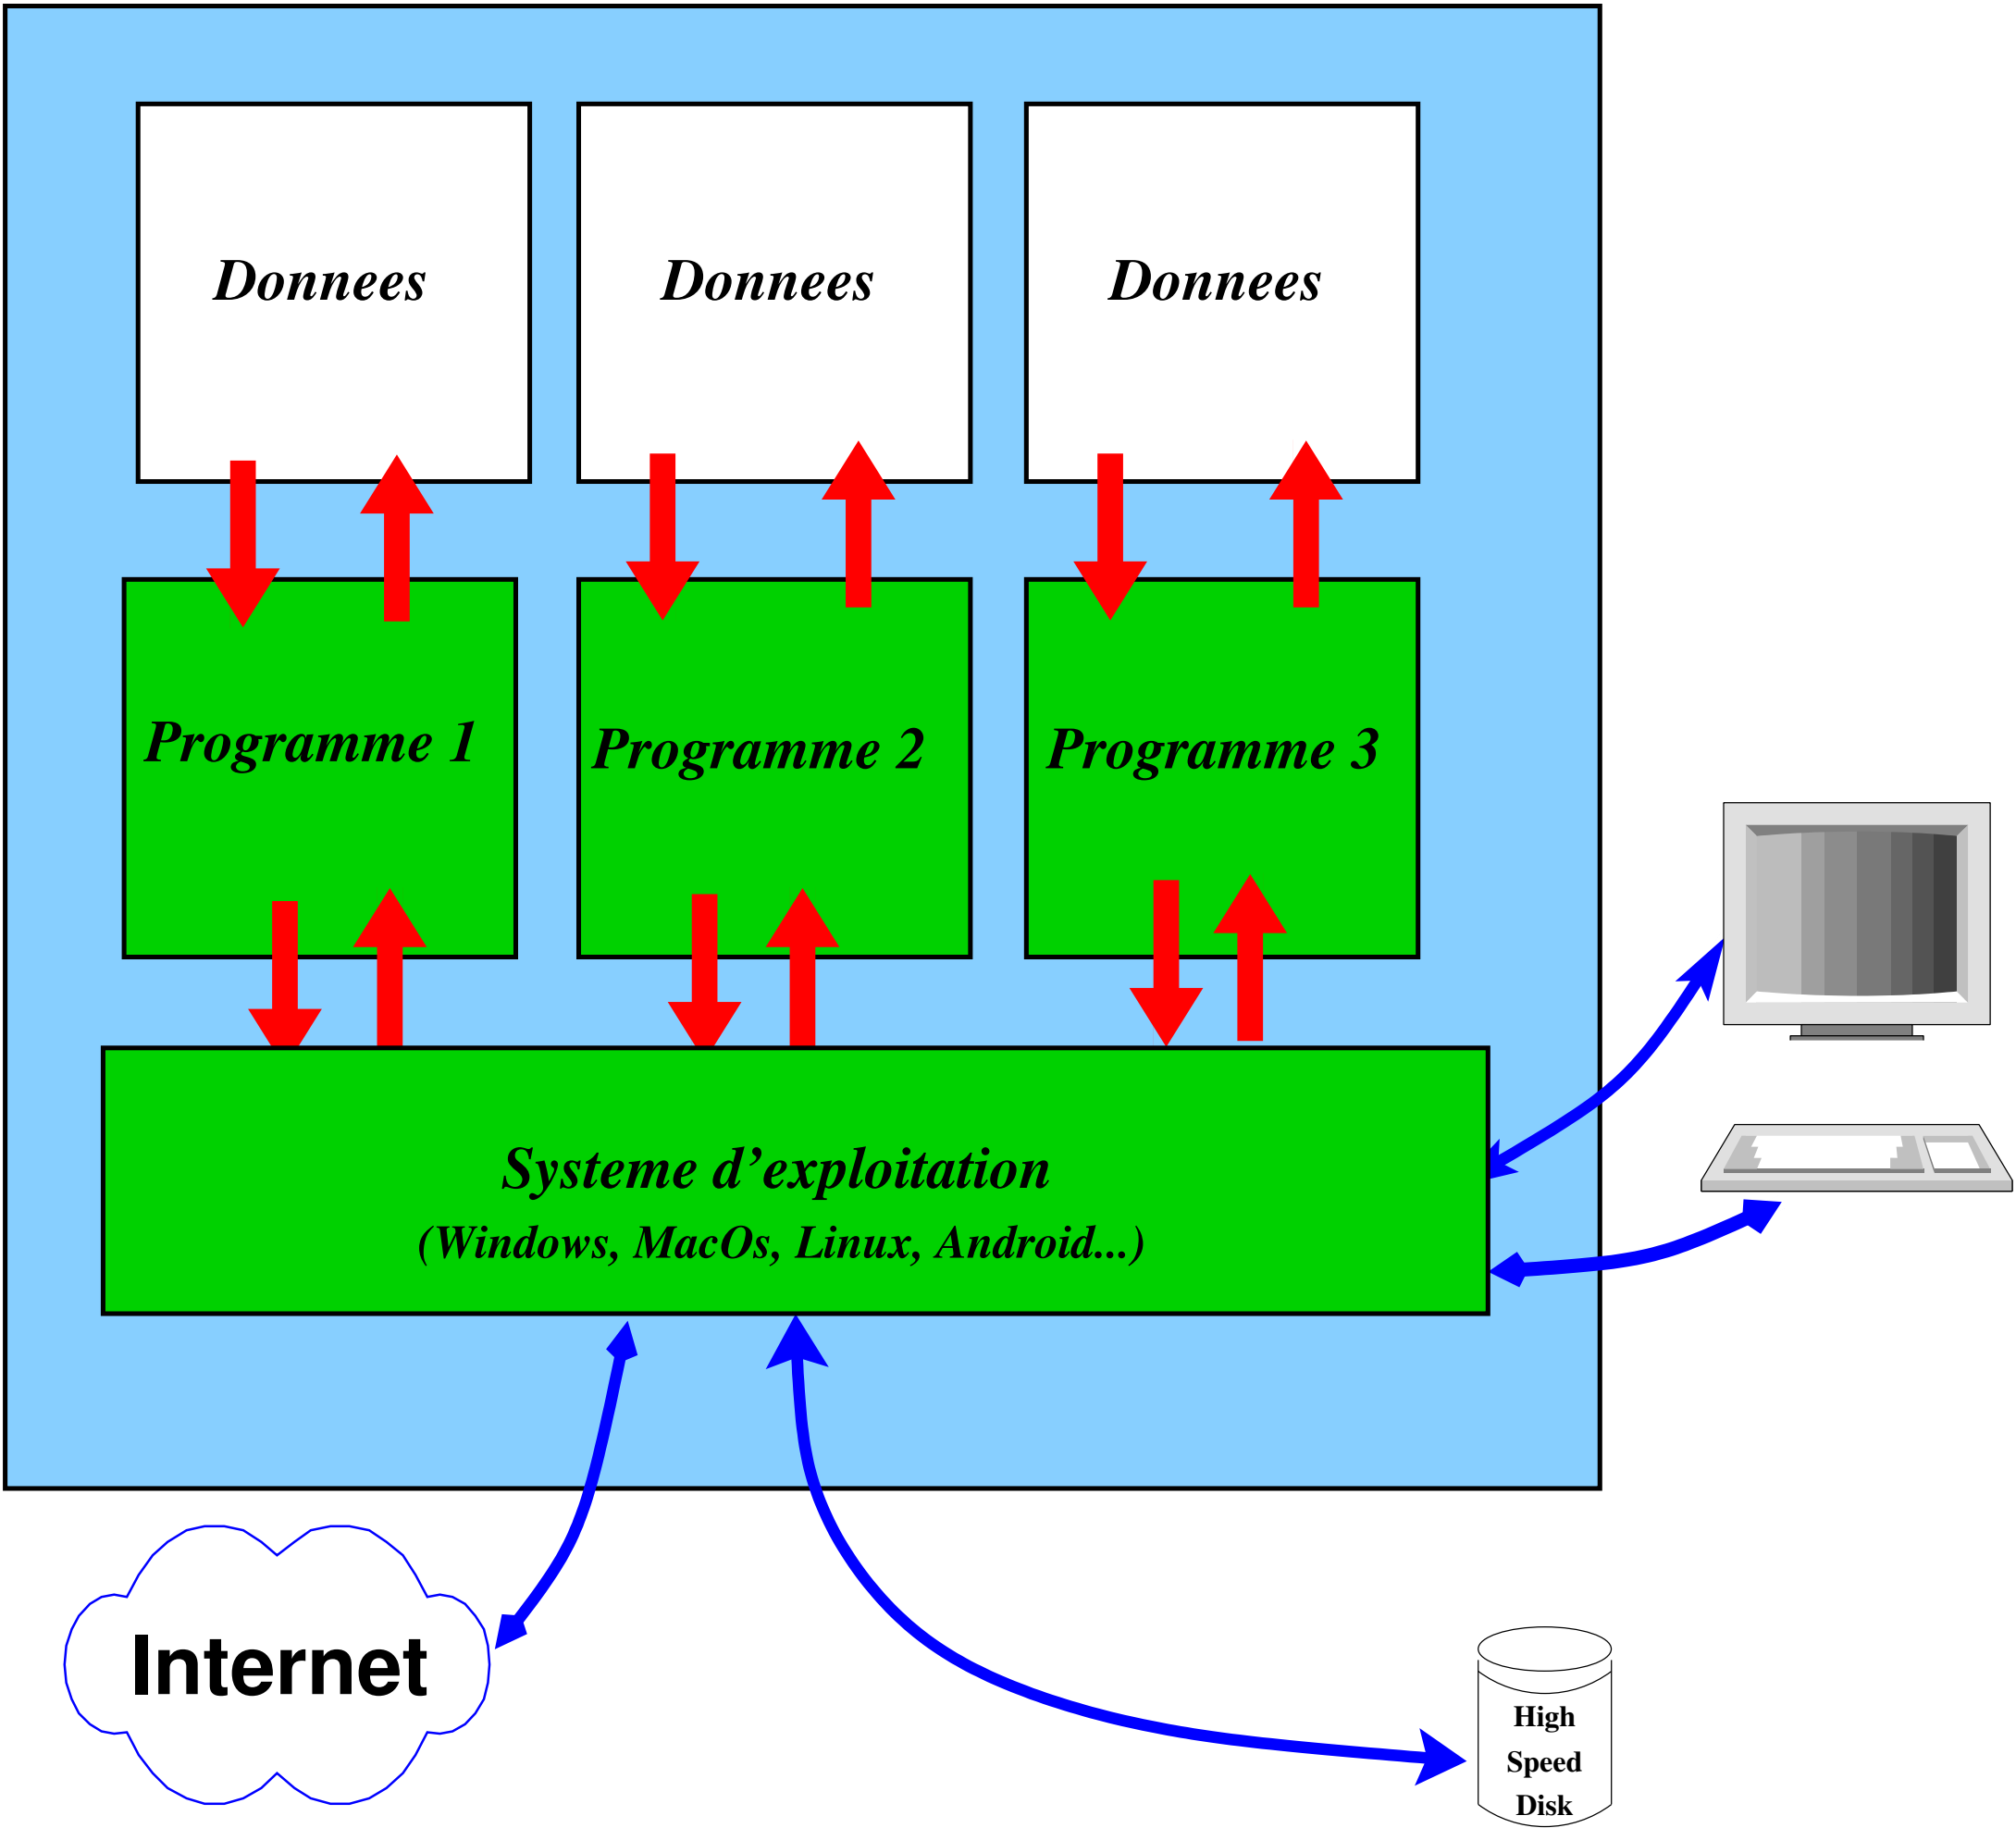 Donnees
Donnees
Donnees
Programme 1
Programme 2
Programme 3
Systeme d'exploitation
(Windows, MacOs, Linux, Android...)
Internet
High
Speed
Disk